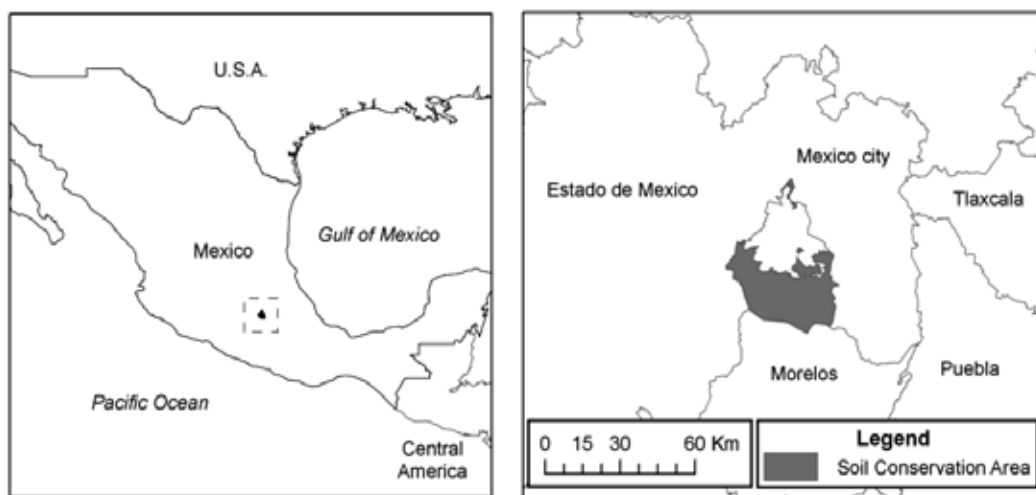 U.S.A.
Gulf of Mexico
Mexico
Pacific Ocean
Central
America
Mexico city
Estado de Mexico
Tlaxcala
Morelos
Puebla
0 15 30 60 Km
Legend
Soil Conservation Area